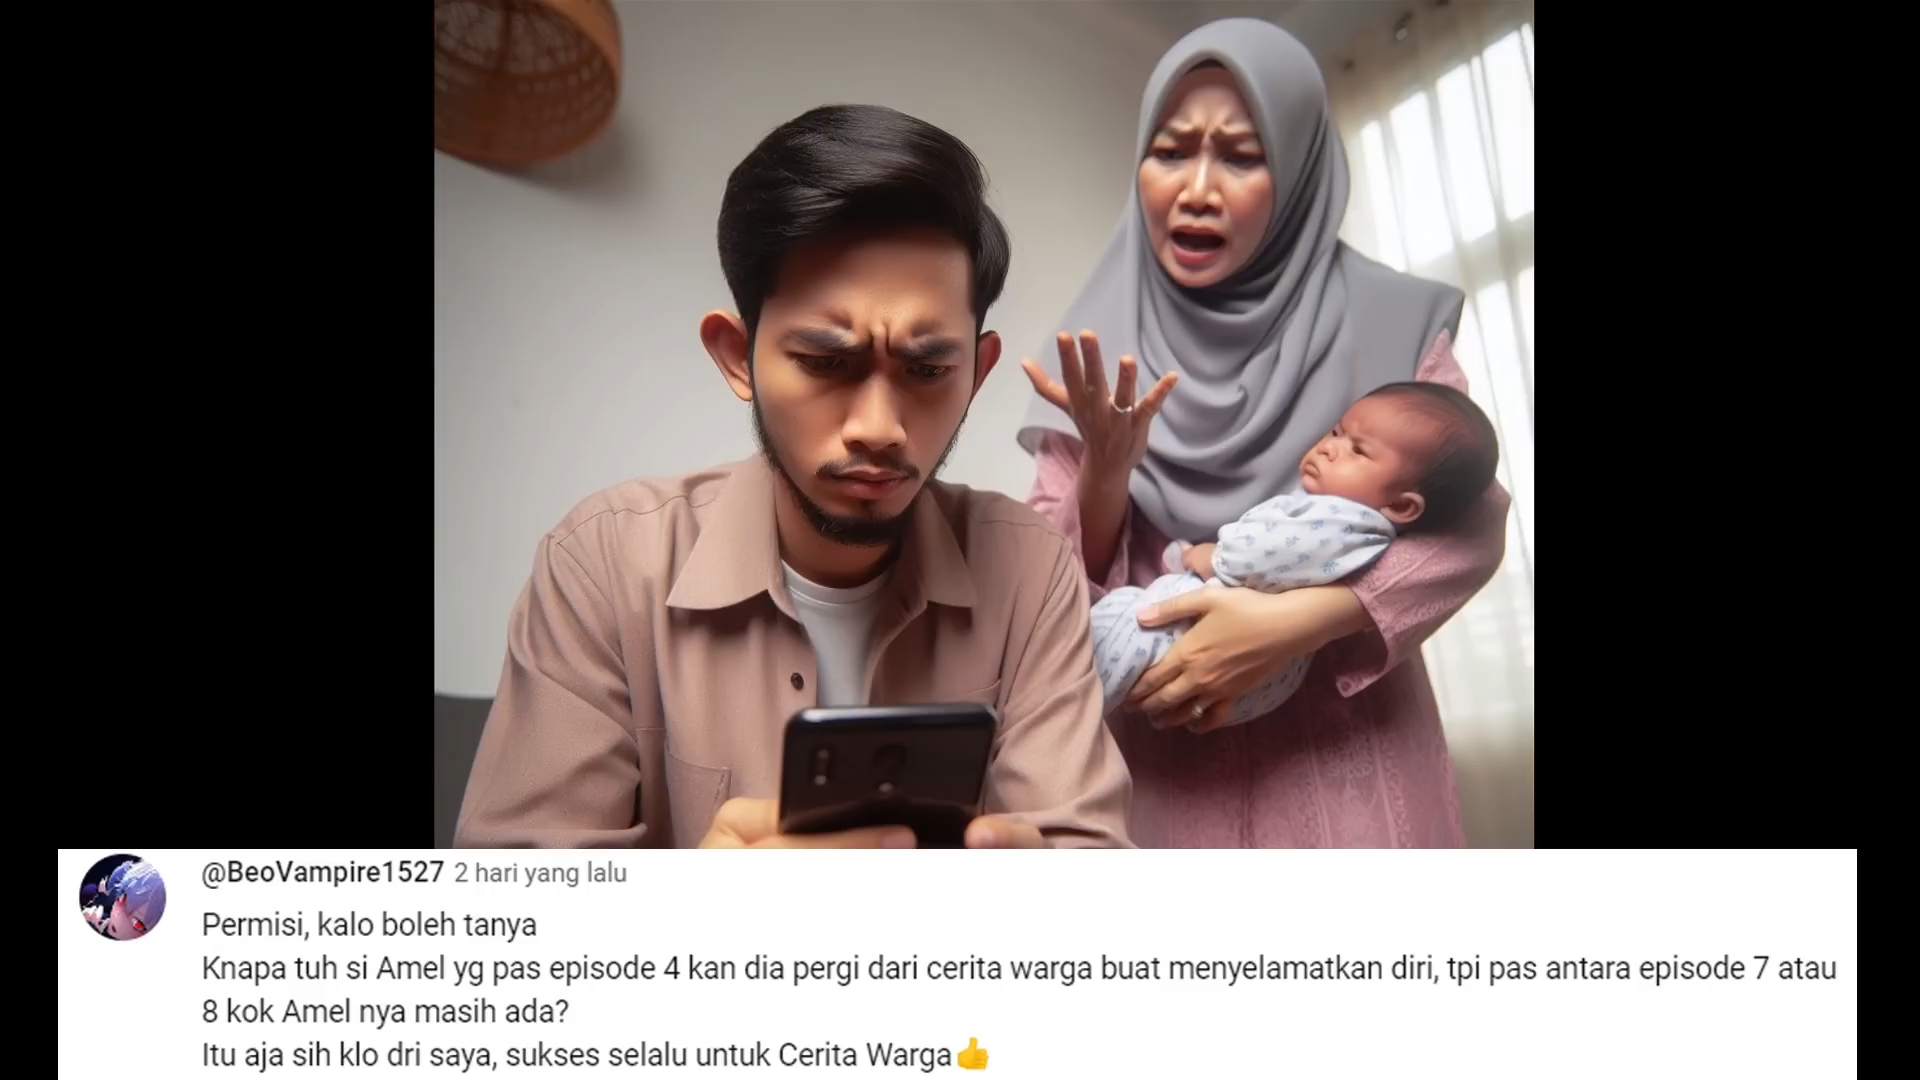 @BeoVampire1527 2 hari yang lalu
Permisi, kalo boleh tanya
Knapa tuh si Amel yg pas episode 4 kan dia pergi dari cerita warga buat menyelamatkan diri, tpi pas antara episode 7 atau
8 kok Amel nya masih ada?
Itu aja sih klo dri saya, sukses selalu untuk Cerita Warga👍